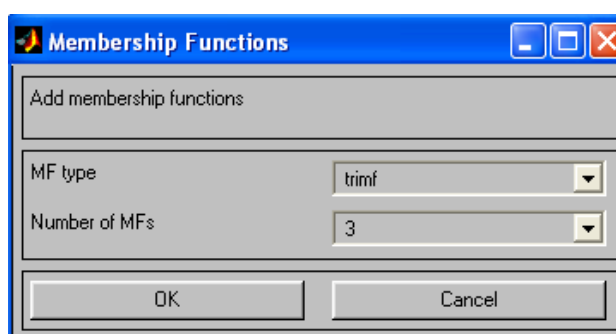 Membership Functions
Add membership functions
MF type
trimf
Number of MFs
3
OK
Cancel